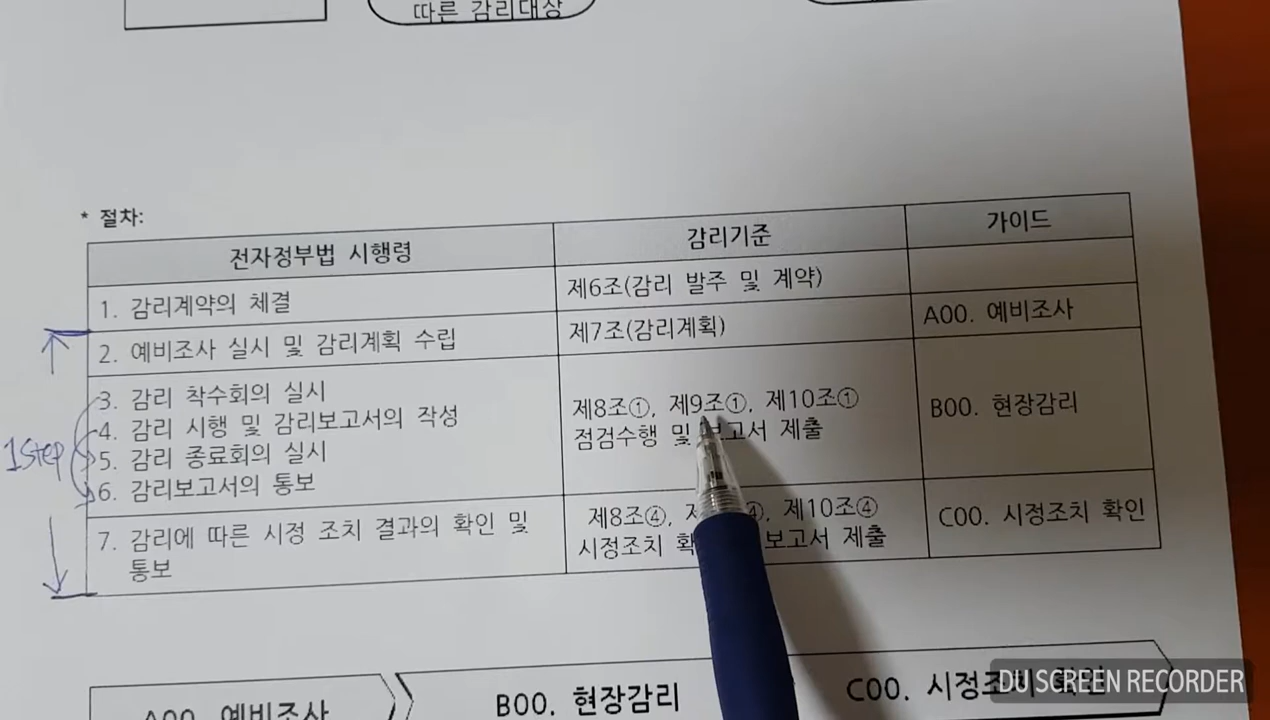 따른 감리대상
* 절차:
전자정부법 시행령 감리기준 가이드
1. 감리계약의 체결 제6조(감리 발주 및 계약)
2. 예비조사 실시 및 감리계획 수립 제7조(감리계획) A00. 예비조사
3. 감리 착수회의 실시
4. 감리 시행 및 감리보고서의 작성
5. 감리 종료회의 실시
6. 감리보고서의 통보
제8조①, 제9조①, 제10조①
점검수행 및 보고서 제출
B00. 현장감리
7. 감리에 따른 시정 조치 결과의 확인 및
통보
제8조④, ④, 제10조④
시정조치 보고서 제출
C00. 시정조치 확인
1step
A00. 예비조사 B00. 현장감리 C00. 시정조치 확인
DU SCREEN RECORDER